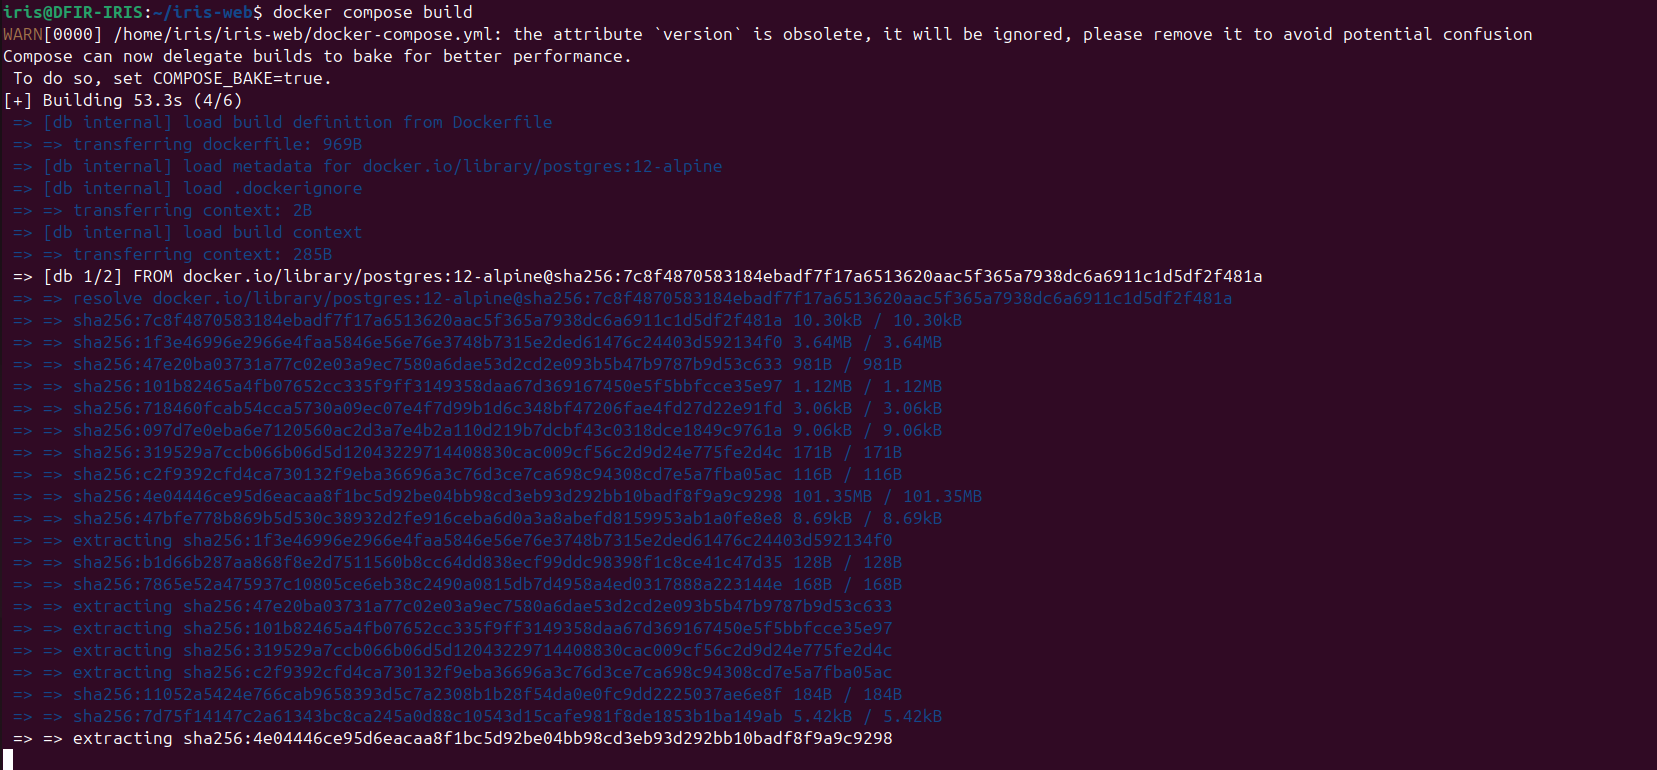 iris@DFIR-IRIS:~/iris-web$ docker compose build
WARN[0000] /home/iris/iris-web/docker-compose.yml: the attribute `version` is obsolete, it will be ignored, please remove it to avoid potential confusion
Compose can now delegate builds to bake for better performance.
 To do so, set COMPOSE_BAKE=true.
[+] Building 53.3s (4/6)
 => [db internal] load build definition from Dockerfile
 => => transferring dockerfile: 969B
 => [db internal] load metadata for docker.io/library/postgres:12-alpine
 => [db internal] load .dockerignore
 => => transferring context: 2B
 => [db internal] load build context
 => => transferring context: 285B
 => [db 1/2] FROM docker.io/library/postgres:12-alpine@sha256:7c8f4870583184ebadf7f17a6513620aac5f365a7938dc6a6911c1d5df2f481a
 => => resolve docker.io/library/postgres:12-alpine@sha256:7c8f4870583184ebadf7f17a6513620aac5f365a7938dc6a6911c1d5df2f481a
 => => sha256:7c8f4870583184ebadf7f17a6513620aac5f365a7938dc6a6911c1d5df2f481a 10.30kB / 10.30kB
 => => sha256:1f3e46996e2966e4faa5846e56e76e3748b7315e2ded61476c24403d592134f0 3.64MB / 3.64MB
 => => sha256:47e20ba03731a77c02e03a9ec7580a6dae53d2cd2e093b5b47b9787b9d53c633 981B / 981B
 => => sha256:101b82465a4fb07652cc335f9ff3149358daa67d369167450e5f5bbfcce35e97 1.12MB / 1.12MB
 => => sha256:718460fcab54cca5730a09ec07e4f7d99b1d6c348bf47206fae4fd27d22e91fd 3.06kB / 3.06kB
 => => sha256:097d7e0eba6e7120560ac2d3a7e4b2a110d219b7dcbf43c0318dce1849c9761a 9.06kB / 9.06kB
 => => sha256:319529a7ccb066b06d5d12043229714408830cac009cf56c2d9d24e775fe2d4c 171B / 171B
 => => sha256:c2f9392cfd4ca730132f9eba36696a3c76d3ce7ca698c94308cd7e5a7fba05ac 116B / 116B
 => => sha256:4e04446ce95d6eacaa8f1bc5d92be04bb98cd3eb93d292bb10badf8f9a9c9298 101.35MB / 101.35MB
 => => sha256:47bfe778b869b5d530c38932d2fe916ceba6d0a3a8abefd8159953ab1a0fe8e8 8.69kB / 8.69kB
 => => extracting sha256:1f3e46996e2966e4faa5846e56e76e3748b7315e2ded61476c24403d592134f0
 => => sha256:b1d66b287aa868f8e2d7511560b8cc64dd838ecf99ddc98398f1c8ce41c47d35 128B / 128B
 => => sha256:7865e52a475937c10805ce6eb38c2490a0815db7d4958a4ed0317888a223144e 168B / 168B
 => => extracting sha256:47e20ba03731a77c02e03a9ec7580a6dae53d2cd2e093b5b47b9787b9d53c633
 => => extracting sha256:101b82465a4fb07652cc335f9ff3149358daa67d369167450e5f5bbfcce35e97
 => => extracting sha256:319529a7ccb066b06d5d12043229714408830cac009cf56c2d9d24e775fe2d4c
 => => extracting sha256:c2f9392cfd4ca730132f9eba36696a3c76d3ce7ca698c94308cd7e5a7fba05ac
 => => sha256:11052a5424e766cab9658393d5c7a2308b1b28f54da0e0fc9dd2225037ae6e8f 184B / 184B
 => => sha256:7d75f14147c2a61343bc8ca245a0d88c10543d15cafe981f8de1853b1ba149ab 5.42kB / 5.42kB
 => => extracting sha256:4e04446ce95d6eacaa8f1bc5d92be04bb98cd3eb93d292bb10badf8f9a9c9298